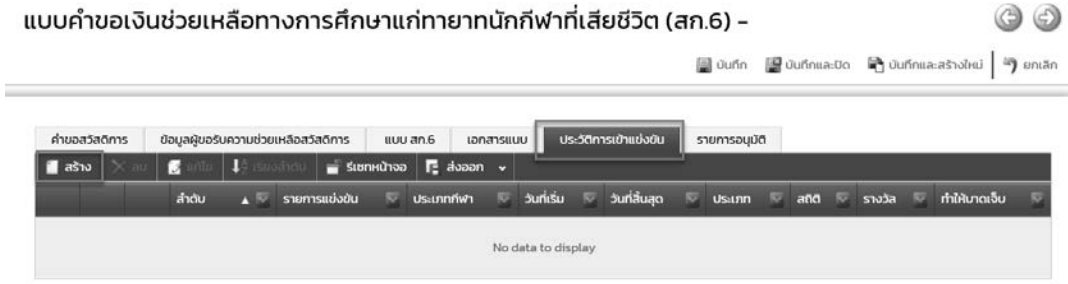 แบบคำขอเงินช่วยเหลือทางการศึกษาแก่ทายาทนักกีฬาที่เสียชีวิต (สก.6) -
บันทึก บันทึกและปิด บันทึกและสร้างใหม่ ยกเลิก
คำขอสวัสดิการ ข้อมูลผู้ขอรับความช่วยเหลือสวัสดิการ แบบ สก.6 เอกสารแนบ ประวัติการเข้าแข่งขัน รายการอนุมัติ
สร้าง ลบ แก้ไข เรียงลำดับ รีเซทหน้าจอ ส่งออก
ลำดับ รายการแข่งขัน ประเภทกีฬา วันที่เริ่ม วันที่สิ้นสุด ประเภท สถิติ รางวัล ทำให้บาดเจ็บ
No data to display